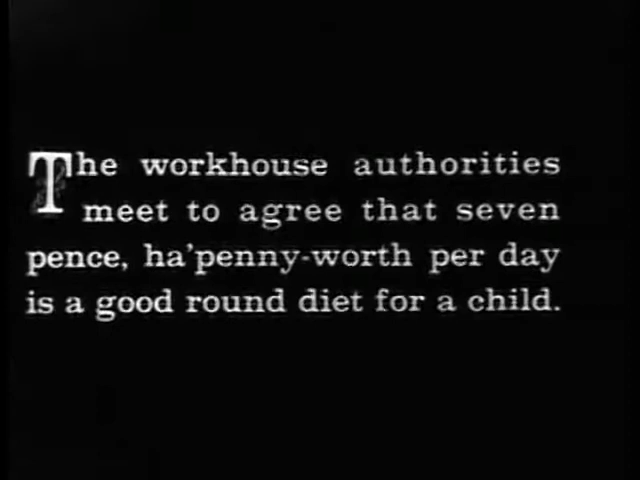 The workhouse authorities
meet to agree that seven
pence, ha'penny-worth per day
is a good round diet for a child.